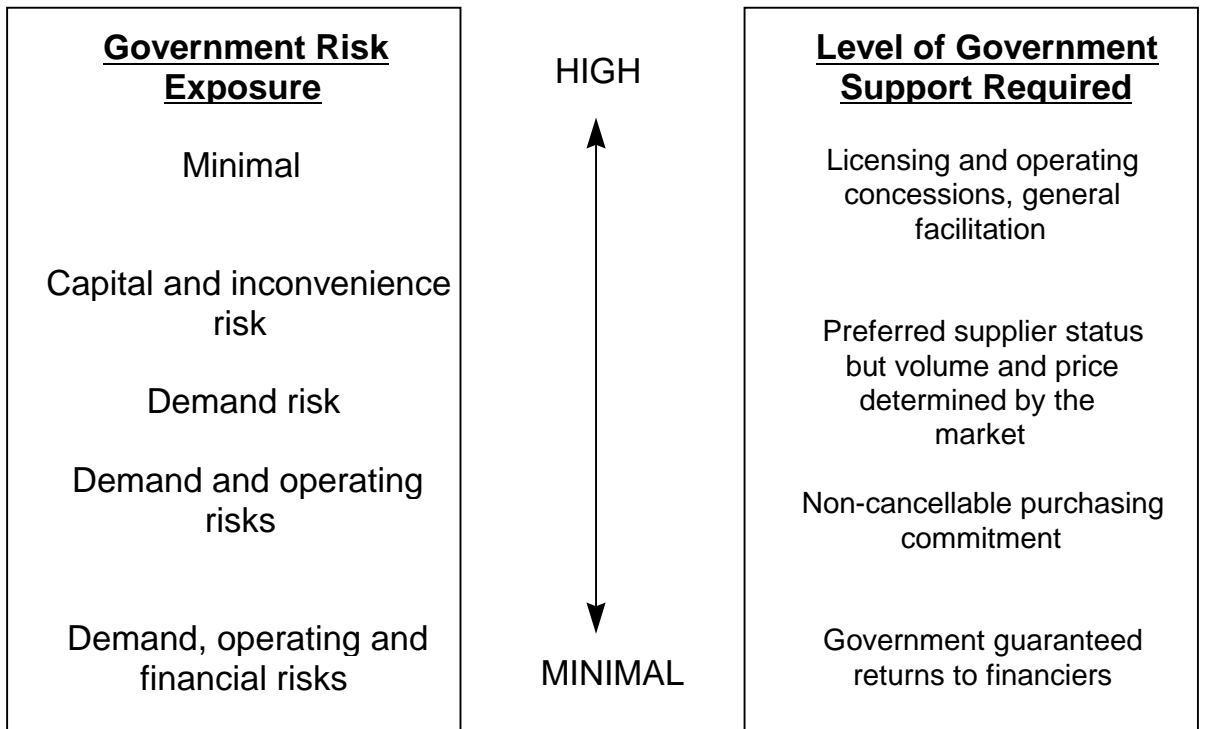 Government Risk
Exposure
Minimal
Capital and inconvenience
risk
Demand risk
Demand and operating
risks
Demand, operating and
financial risks
HIGH
MINIMAL
Level of Government
Support Required
Licensing and operating
concessions, general
facilitation
Preferred supplier status
but volume and price
determined by the
market
Non-cancellable purchasing
commitment
Government guaranteed
returns to financiers